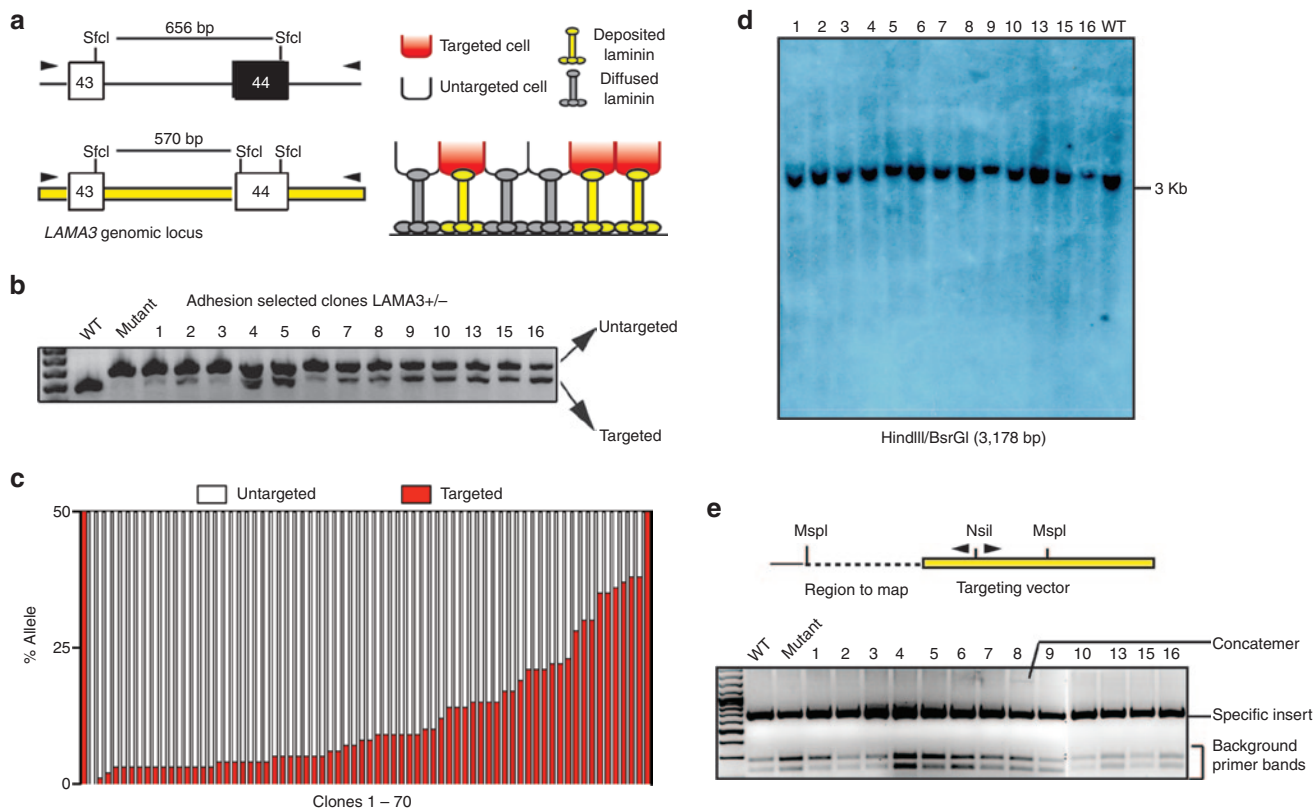 a
SfcI 656 bp SfcI
43 44
570 bp
SfcI SfcI SfcI
43 44
LAMA3 genomic locus
Targeted cell
Untargeted cell
Deposited
laminin
Diffused
laminin
b
Adhesion selected clones LAMA3+/–
WT Mutant 1 2 3 4 5 6 7 8 9 10 13 15 16
Untargeted
Targeted
c
Untargeted Targeted
50
25
0
% Allele
Clones 1 – 70
d
1 2 3 4 5 6 7 8 9 10 13 15 16 WT
3 Kb
HindIII/BsrGI (3,178 bp)
e
MspI NsiI MspI
Region to map Targeting vector
WT Mutant 1 2 3 4 5 6 7 8 9 10 13 15 16
Concatemer
Specific insert
Background
primer bands